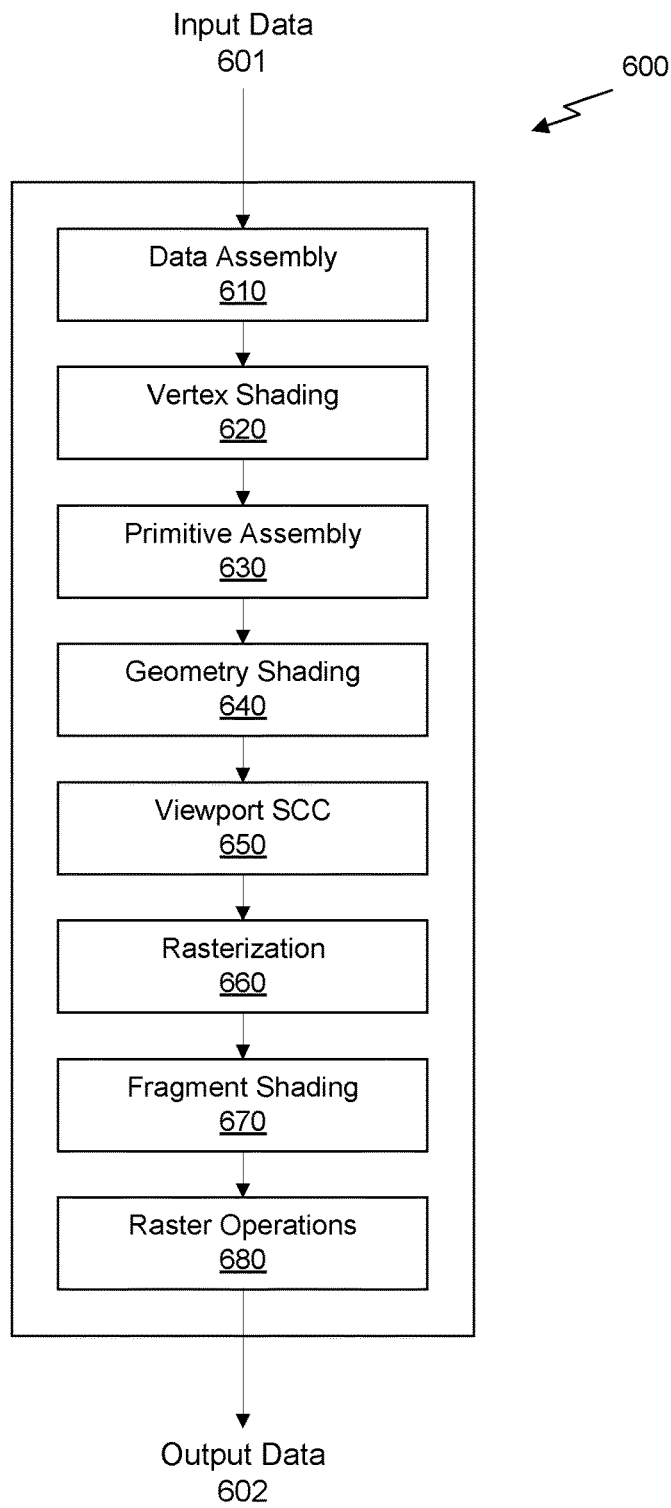 Input Data
601
600
Data Assembly
610
Vertex Shading
620
Primitive Assembly
630
Geometry Shading
640
Viewport SCC
650
Rasterization
660
Fragment Shading
670
Raster Operations
680
Output Data
602